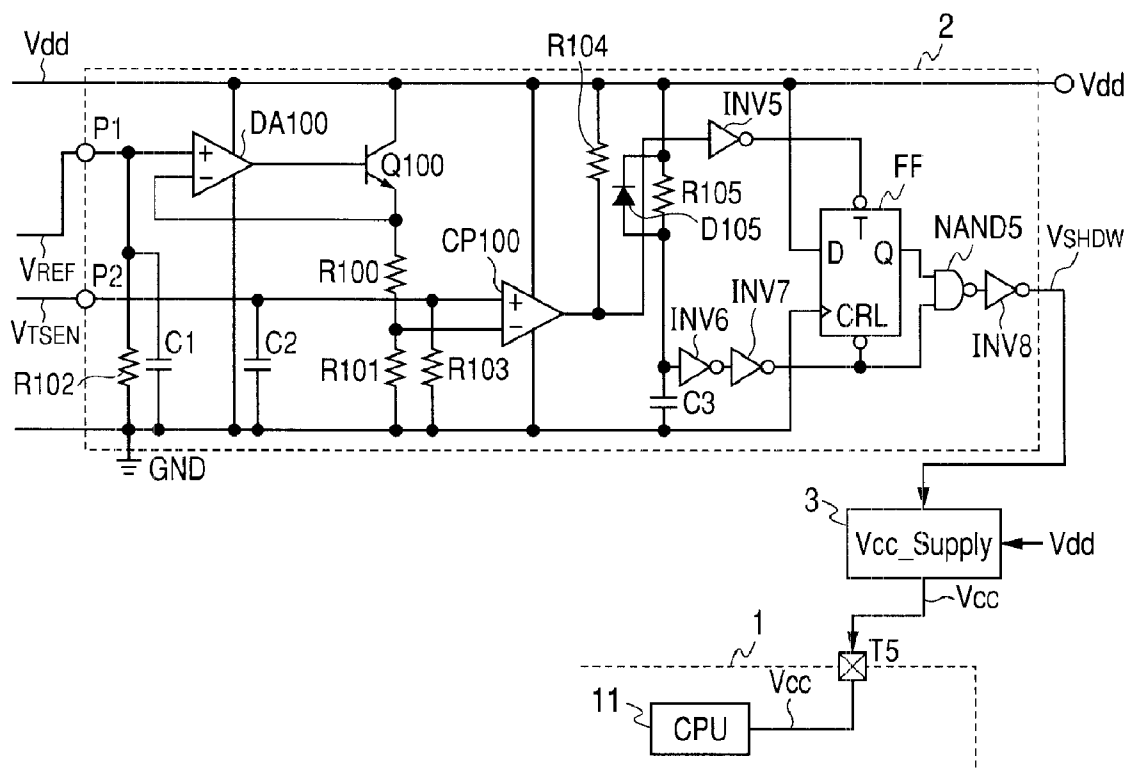 2
R104
Vdd
Vdd
INV5
P1
DA100
Q100
FF
R105
D105
T
NAND5
VSHDW
CP100
D
Q
VREF
P2
R100
INV7
VTSEN
INV6
CRL
C1
C2
INV8
R102
R101
R103
C3
GND
3
Vcc_Supply
Vdd
Vcc
1
T5
Vcc
11
CPU
+
−
+
−